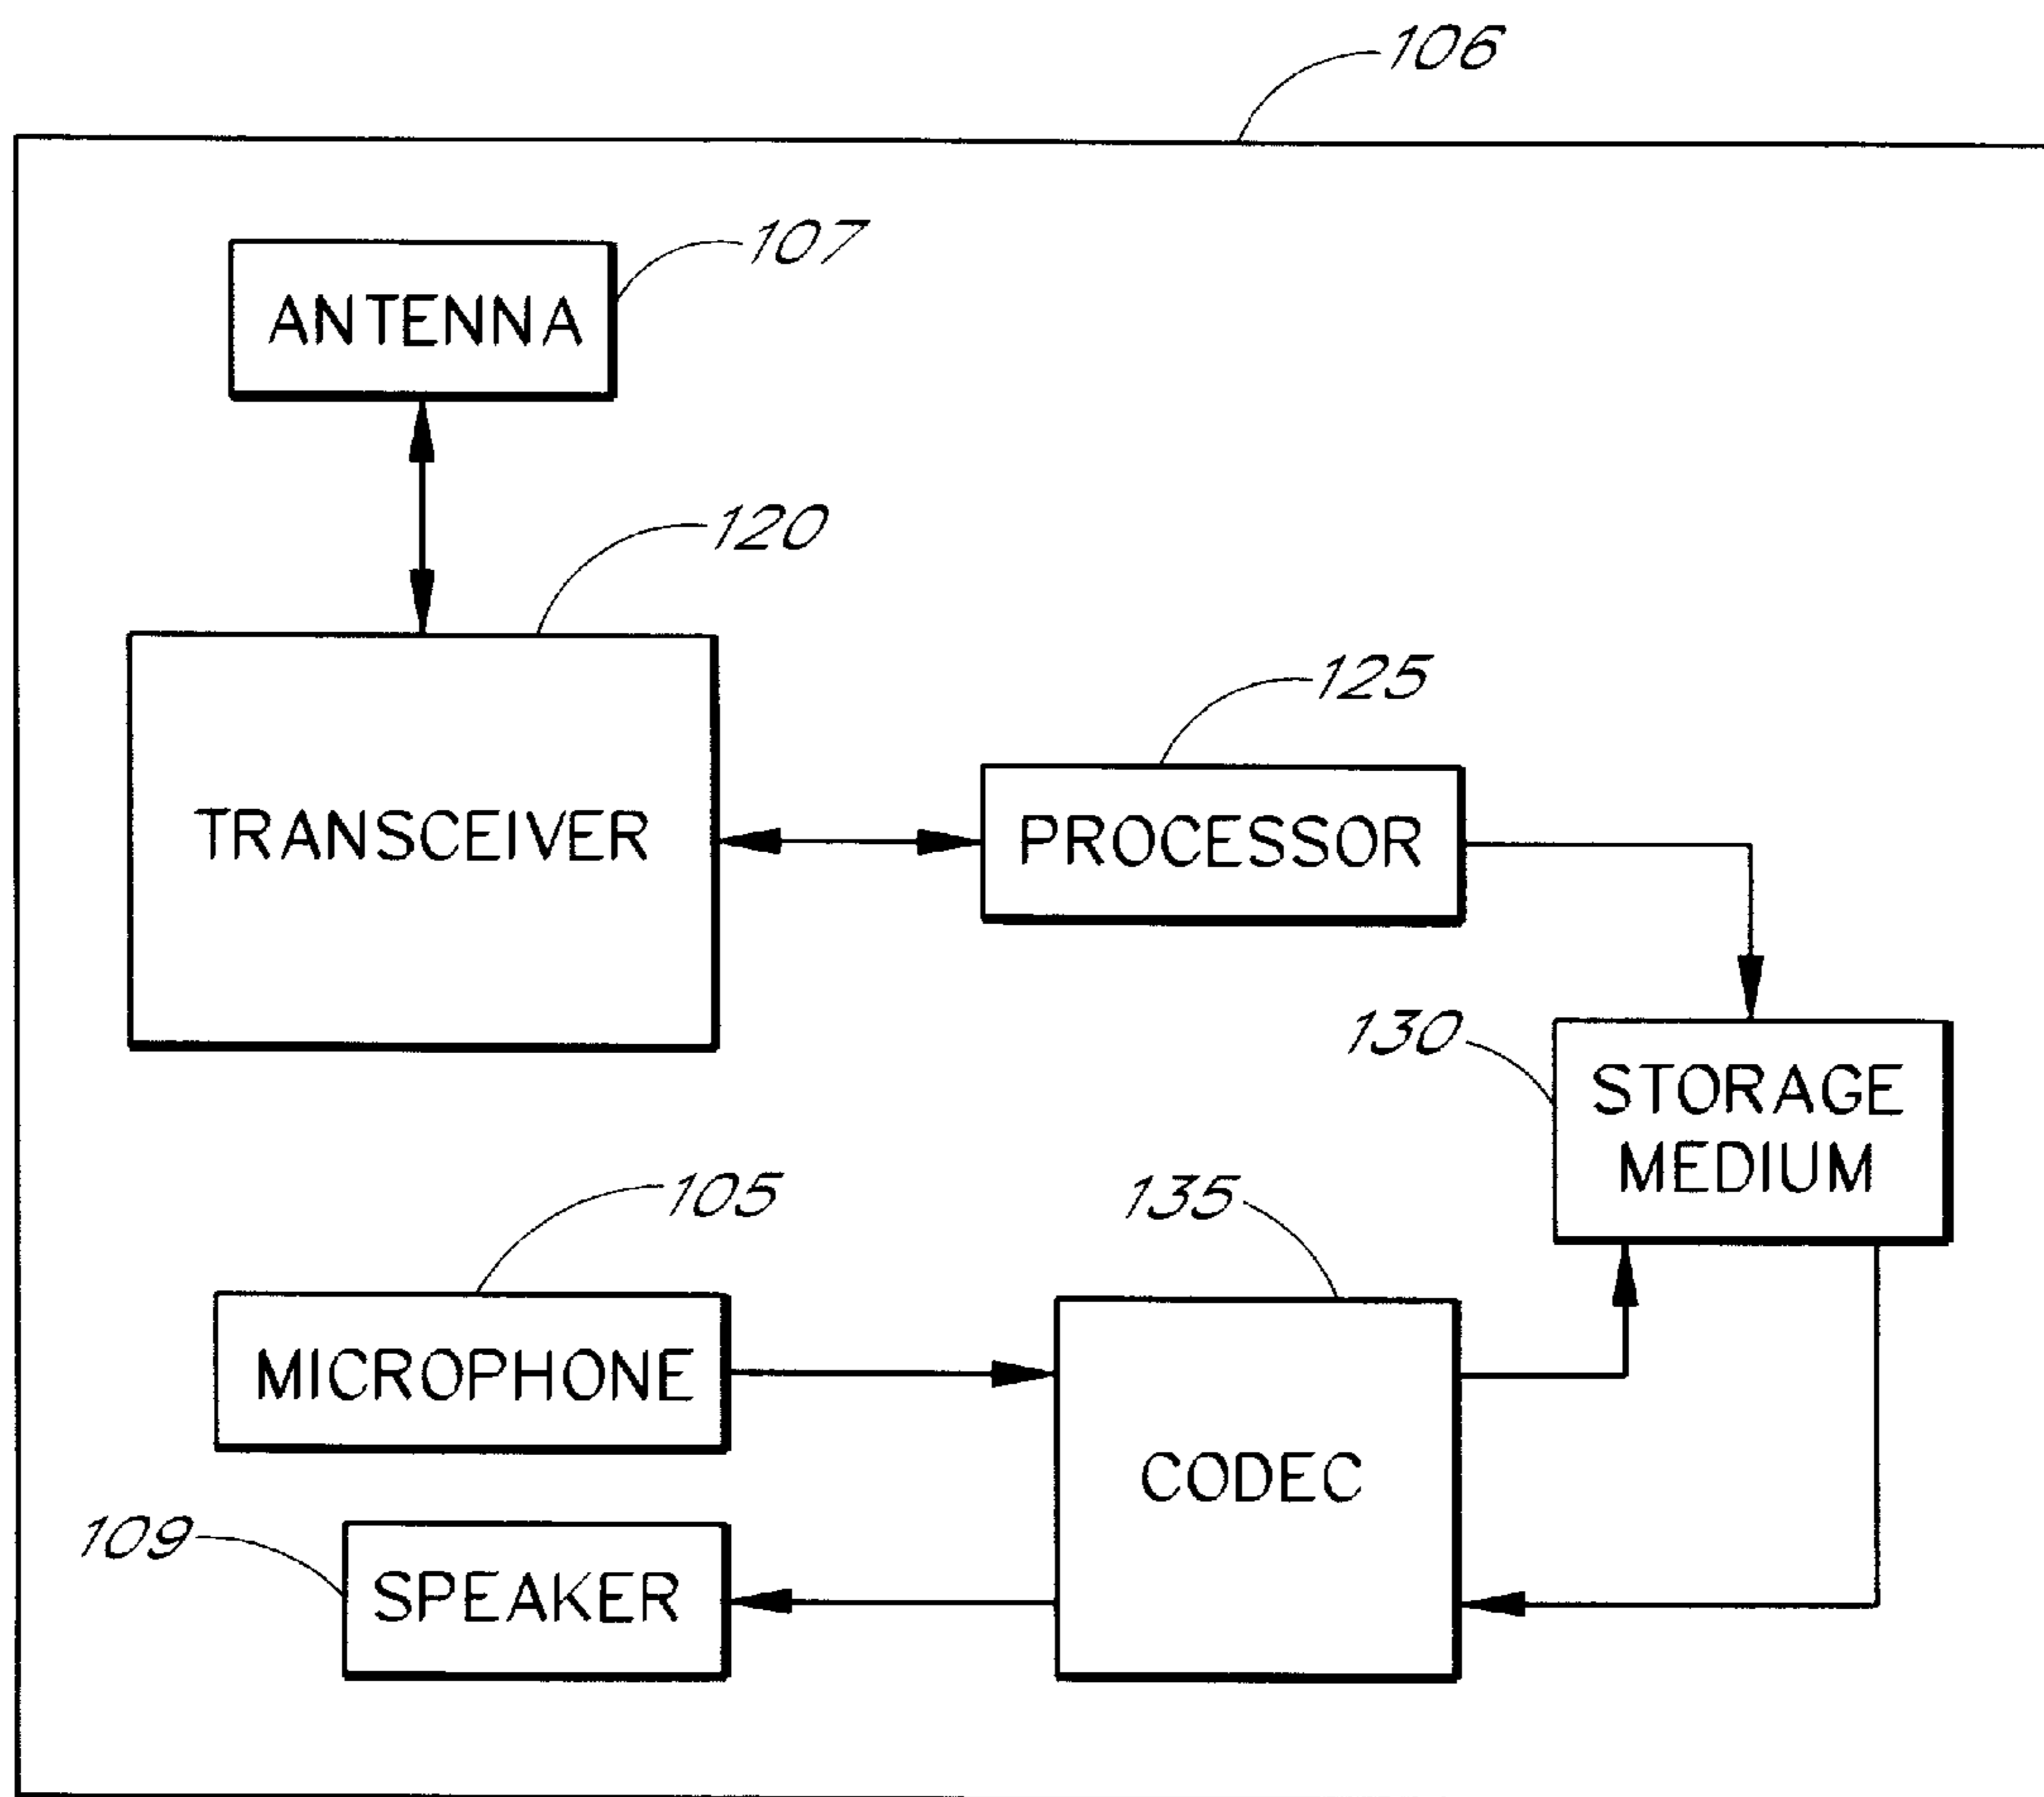 106
ANTENNA
107
120
TRANSCEIVER
125
PROCESSOR
130
STORAGE
MEDIUM
105
135
MICROPHONE
CODEC
109
SPEAKER